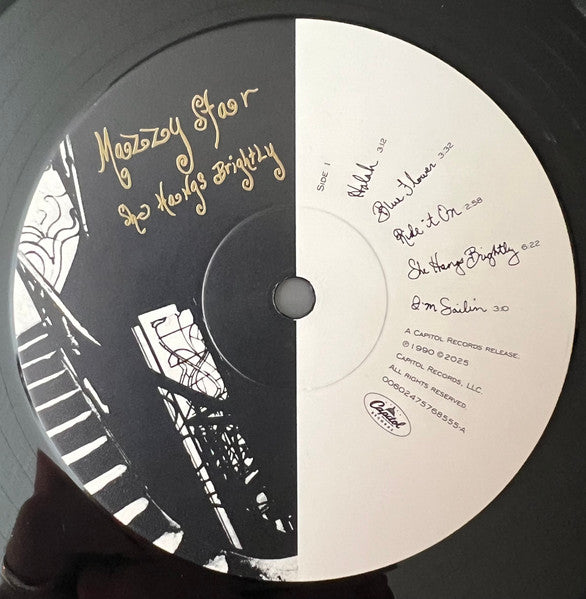 Mazzy Star
She Hangs Brightly
SIDE 1
Halah 3:12
Blue Flower 3:32
Ride it On 2:58
She Hangs Brightly 6:22
I'm Sailin 3:10
A CAPITOL RECORDS RELEASE.
℗ 1990 © 2025
CAPITOL RECORDS, LLC.
ALL RIGHTS RESERVED.
00602475768555-A
Capitol
RECORDS